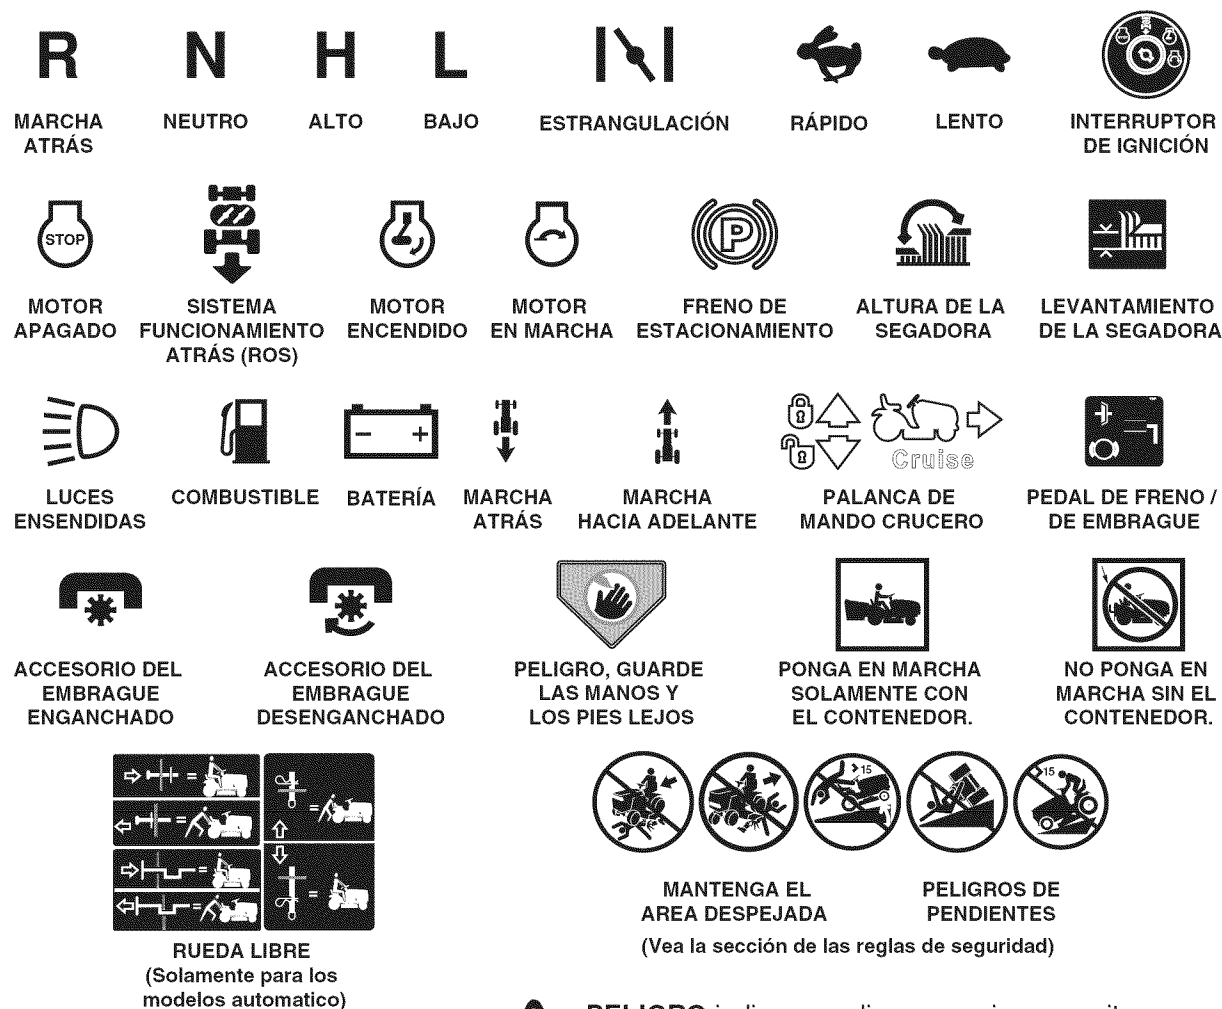 R N H L
MARCHA
ATRÁS
NEUTRO
ALTO
BAJO
ESTRANGULACIÓN
RÁPIDO
LENTO
INTERRUPTOR
DE IGNICIÓN
STOP
P
MOTOR
APAGADO
SISTEMA
FUNCIONAMIENTO
ATRÁS (ROS)
MOTOR
ENCENDIDO
MOTOR
EN MARCHA
FRENO DE
ESTACIONAMIENTO
ALTURA DE LA
SEGADORA
LEVANTAMIENTO
DE LA SEGADORA
Cruise
LUCES
ENSENDIDAS
COMBUSTIBLE
BATERÍA
MARCHA
ATRÁS
MARCHA
HACIA ADELANTE
PALANCA DE
MANDO CRUCERO
PEDAL DE FRENO /
DE EMBRAGUE
ACCESORIO DEL
EMBRAGUE
ENGANCHADO
ACCESORIO DEL
EMBRAGUE
DESENGANCHADO
PELIGRO, GUARDE
LAS MANOS Y
LOS PIES LEJOS
PONGA EN MARCHA
SOLAMENTE CON
EL CONTENEDOR.
NO PONGA EN
MARCHA SIN EL
CONTENEDOR.
RUEDA LIBRE
(Solamente para los
modelos automatico)
>15
>15
MANTENGA EL
AREA DESPEJADA
PELIGROS DE
PENDIENTES
(Vea la sección de las reglas de seguridad)